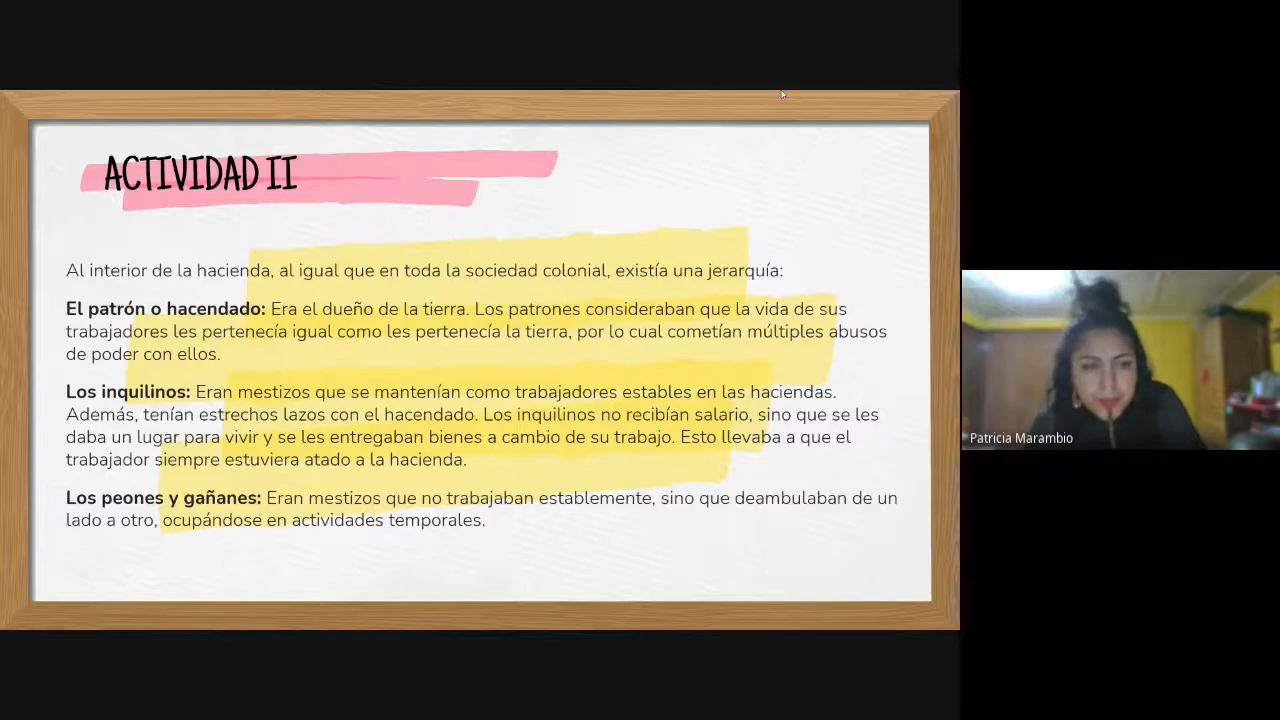 ACTIVIDAD II
Al interior de la hacienda, al igual que en toda la sociedad colonial, existía una jerarquía:
El patrón o hacendado: Era el dueño de la tierra. Los patrones consideraban que la vida de sus
trabajadores les pertenecía igual como les pertenecía la tierra, por lo cual cometían múltiples abusos
de poder con ellos.
Los inquilinos: Eran mestizos que se mantenían como trabajadores estables en las haciendas.
Además, tenían estrechos lazos con el hacendado. Los inquilinos no recibían salario, sino que se les
daba un lugar para vivir y se les entregaban bienes a cambio de su trabajo. Esto llevaba a que el
trabajador siempre estuviera atado a la hacienda.
Los peones y gañanes: Eran mestizos que no trabajaban establemente, sino que deambulaban de un
lado a otro, ocupándose en actividades temporales.
Patricia Marambio